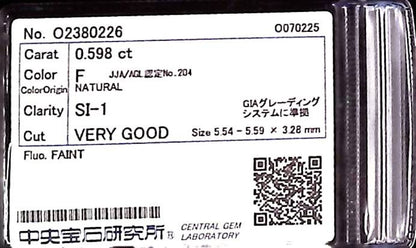 No. O2380226 O070225
Carat 0.598 ct
Color F JJA/AGL 認定No.204
ColorOrigin NATURAL
Clarity SI-1 GIAグレーディング
システムに準拠
Cut VERY GOOD Size 5.54 - 5.59 × 3.28 mm
Fluo. FAINT
中央宝石研究所® CENTRAL GEM
LABORATORY